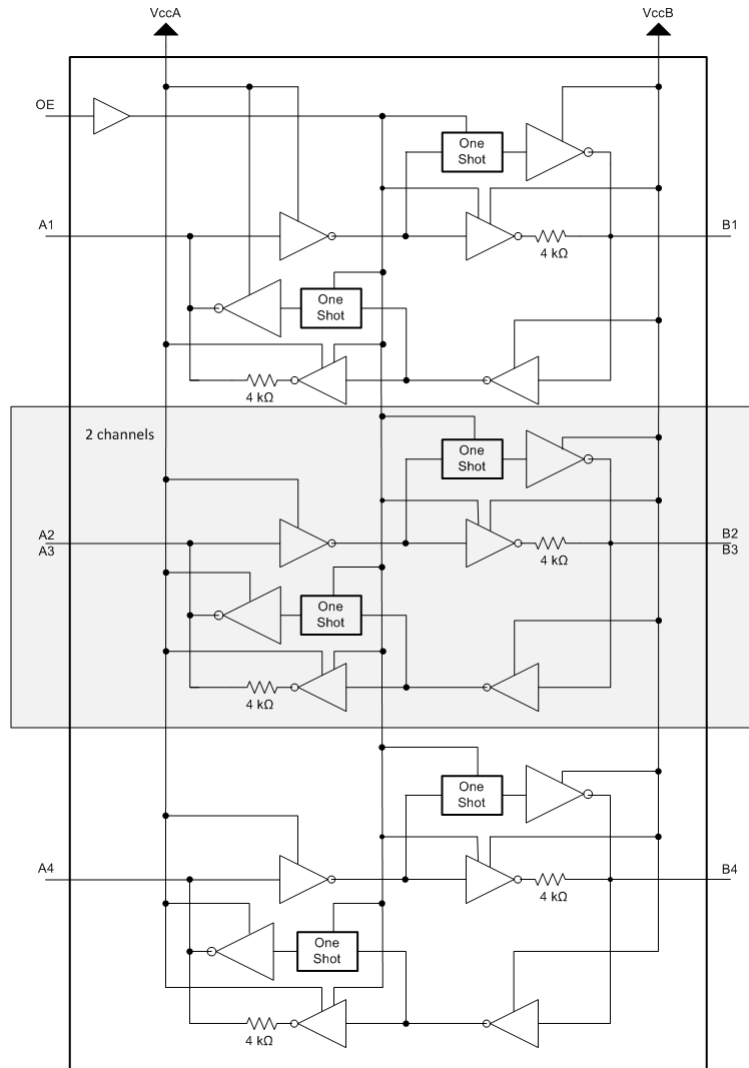 VccA
VccB
OE
One
Shot
A1
B1
4 kΩ
One
Shot
4 kΩ
2 channels
One
Shot
A2
A3
B2
B3
4 kΩ
One
Shot
4 kΩ
One
Shot
A4
B4
4 kΩ
One
Shot
4 kΩ